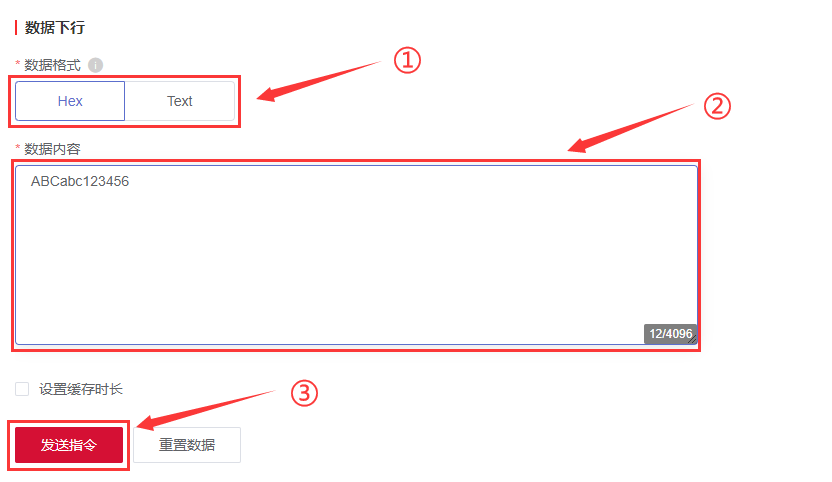 数据下行
* 数据格式 i
①
Hex Text
②
* 数据内容
ABCabc123456
12/4096
设置缓存时长
③
发送指令 重置数据